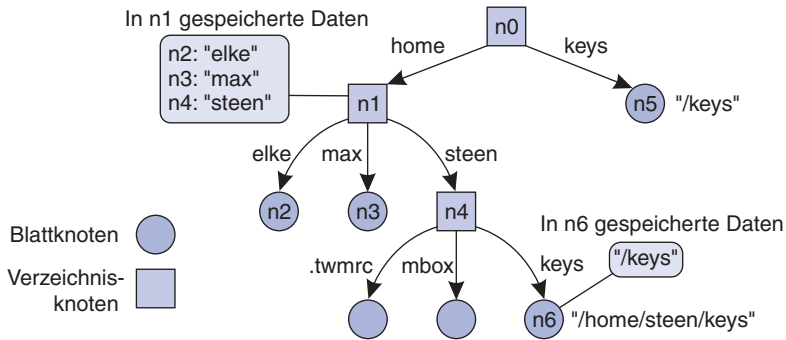 In n1 gespeicherte Daten
n2: "elke"
n3: "max"
n4: "steen"
n0
home
keys
n1
n5
"/keys"
elke
max
steen
n2
n3
n4
In n6 gespeicherte Daten
"/keys"
Blattknoten
Verzeichnis-
knoten
.twmrc
mbox
keys
n6
"/home/steen/keys"